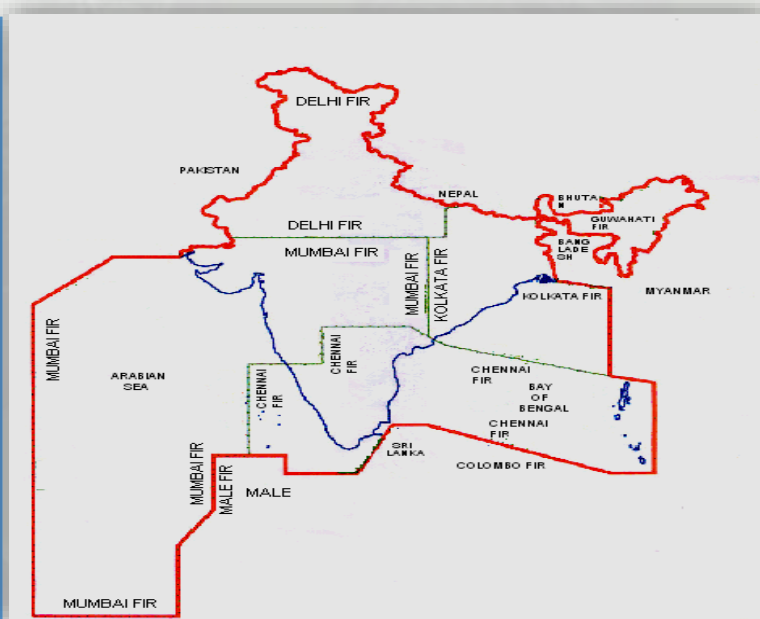 DELHI FIR
PAKISTAN
NEPAL
BHUTA
N
GUWAHATI
FIR
DELHI FIR
MUMBAI FIR
BANG
LADE
SH
MUMBAI FIR
KOLKATA FIR
KOLKATA FIR
MYANMAR
MUMBAI FIR
ARABIAN
SEA
CHENNAI
FIR
CHENNAI
FIR
CHENNAI
FIR
BAY
OF
BENGAL
CHENNAI
FIR
SRI
LANKA
COLOMBO FIR
MUMBAI FIR
MALE FIR
MALE
MUMBAI FIR